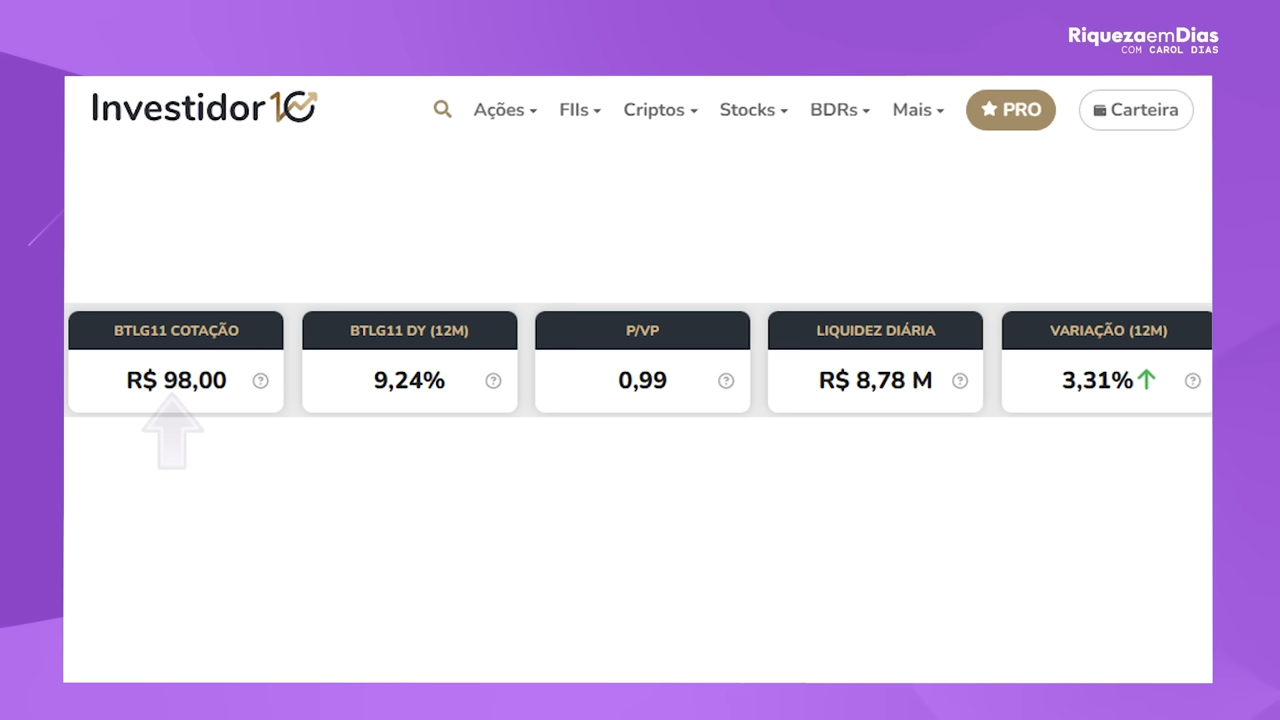 RiquezaemDias
COM CAROL DIAS
Investidor10
Ações FIIs Criptos Stocks BDRs Mais PRO Carteira
BTLG11 COTAÇÃO BTLG11 DY (12M) P/VP LIQUIDEZ DIÁRIA VARIAÇÃO (12M)
R$ 98,00 9,24% 0,99 R$ 8,78 M 3,31%